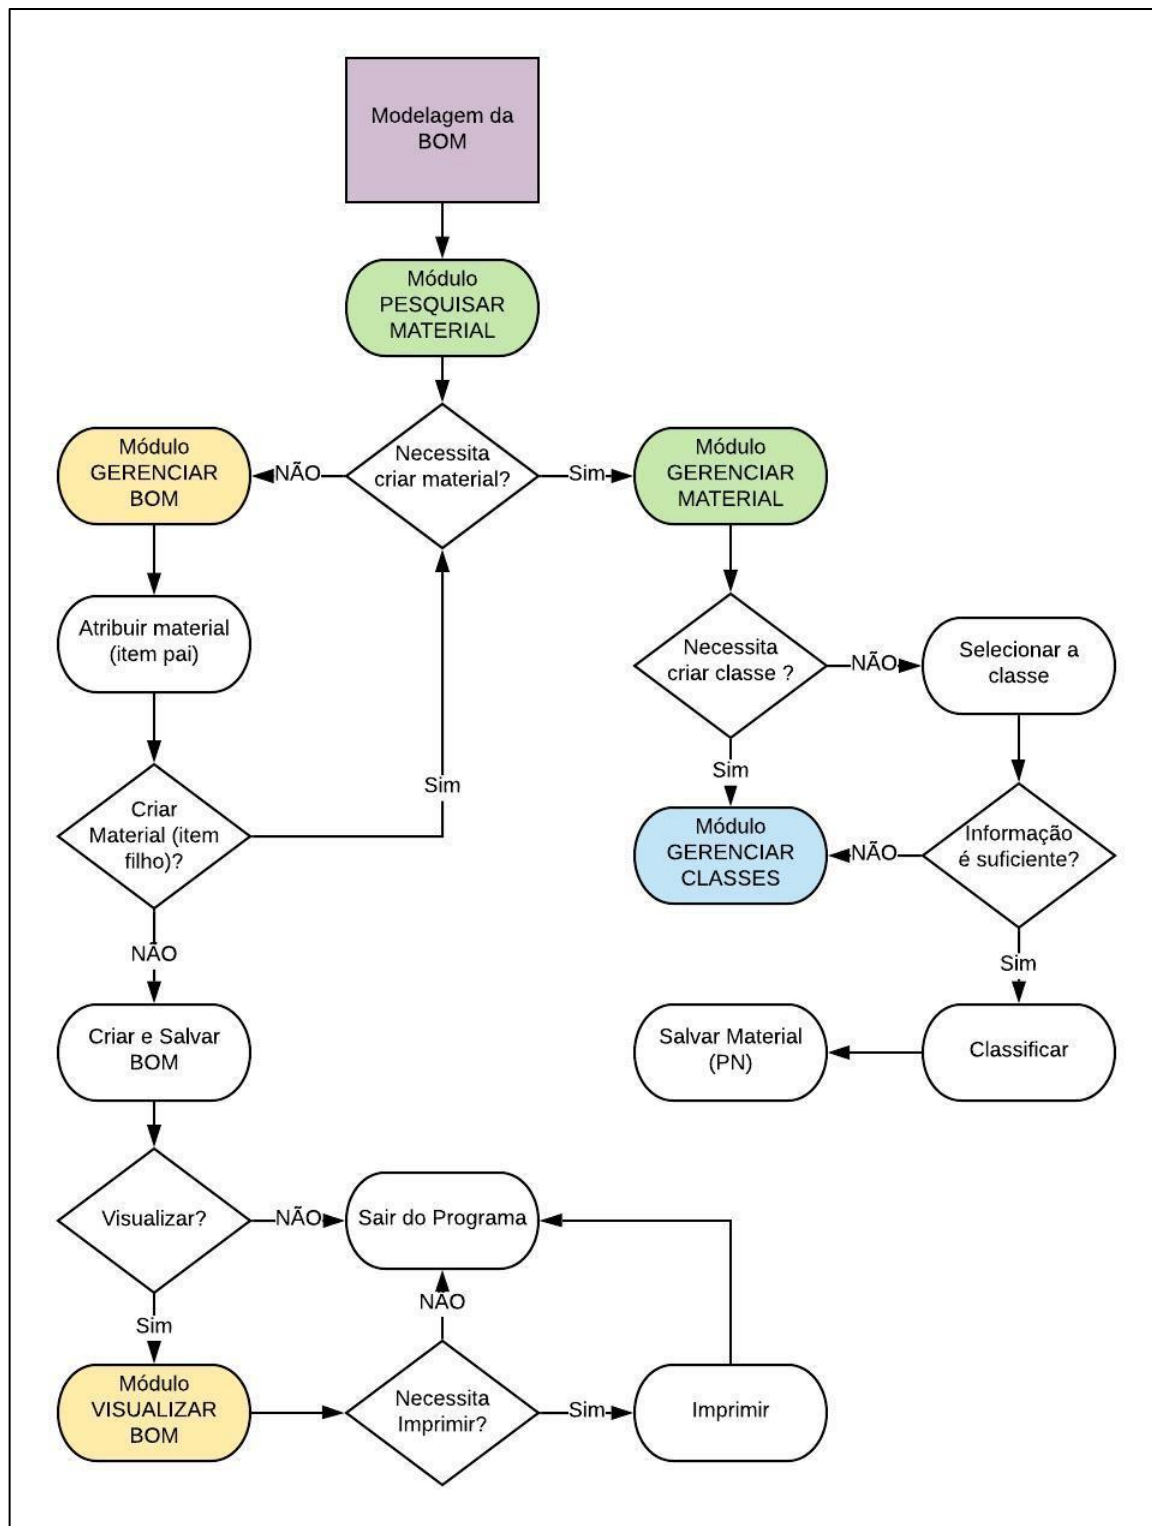 Modelagem da
BOM
Módulo
PESQUISAR
MATERIAL
Módulo
GERENCIAR
BOM
NÃO
Necessita
criar material?
Sim
Módulo
GERENCIAR
MATERIAL
Atribuir material
(item pai)
Necessita
criar classe ?
NÃO
Selecionar a
classe
Sim
Sim
Criar
Material (item
filho)?
Módulo
GERENCIAR
CLASSES
NÃO
Informação
é suficiente?
NÃO
Sim
Criar e Salvar
BOM
Salvar Material
(PN)
Classificar
Visualizar?
NÃO
Sair do Programa
Sim
NÃO
Módulo
VISUALIZAR
BOM
Necessita
Imprimir?
Sim
Imprimir